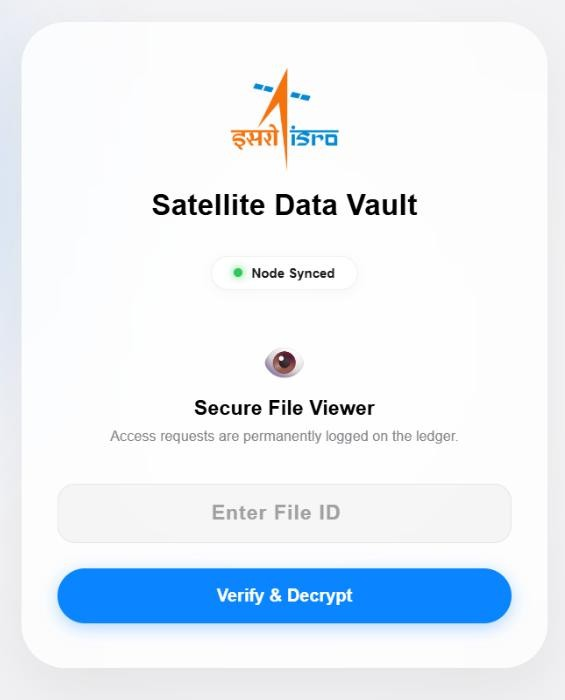 इसरो isro
Satellite Data Vault
Node Synced
Secure File Viewer
Access requests are permanently logged on the ledger.
Enter File ID
Verify & Decrypt